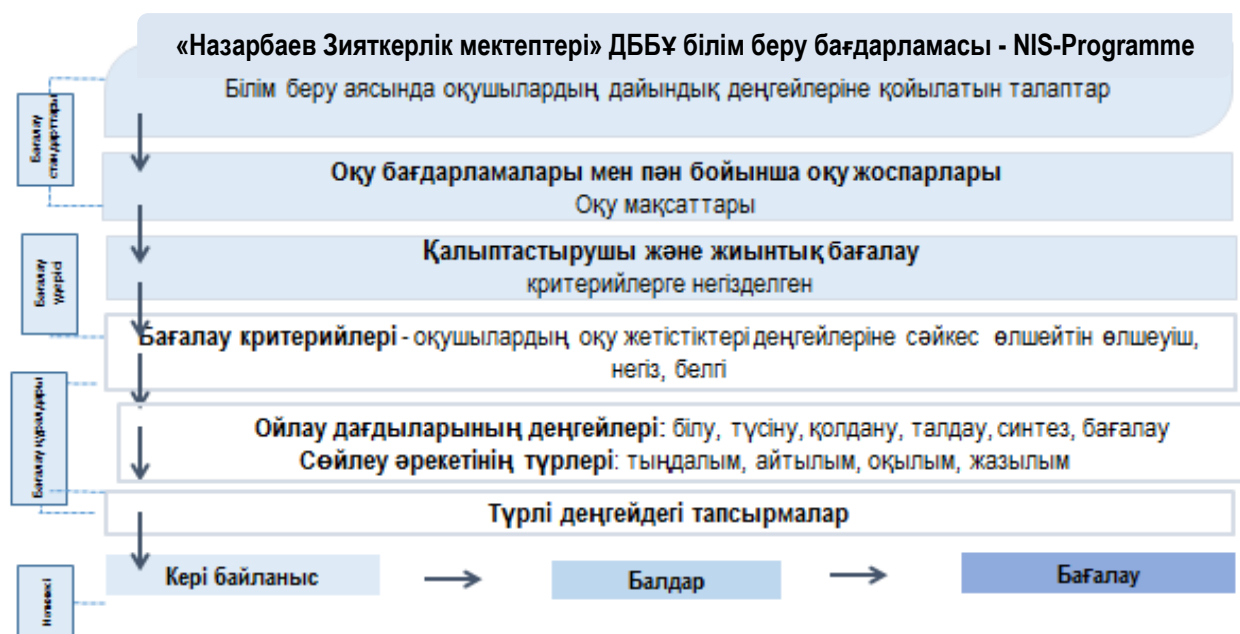 «Назарбаев Зияткерлік мектептері» ДББҰ білім беру бағдарламасы - NIS-Programme
Білім беру аясында оқушылардың дайындық деңгейлеріне қойылатын талаптар
Бағалау
стандарттары
Оқу бағдарламалары мен пән бойынша оқу жоспарлары
Оқу мақсаттары
Бағалау
үдерісі
Қалыптастырушы және жиынтық бағалау
критерийлерге негізделген
Бағалау критерийлері - оқушылардың оқу жетістіктері деңгейлеріне сәйкес өлшейтін өлшеуіш,
негіз, белгі
Бағалау құралдары
Ойлау дағдыларының деңгейлері: білу, түсіну, қолдану, талдау, синтез, бағалау
Сөйлеу әрекетінің түрлері: тыңдалым, айтылым, оқылым, жазылым
Түрлі деңгейдегі тапсырмалар
Кері байланыс
Балдар
Бағалау